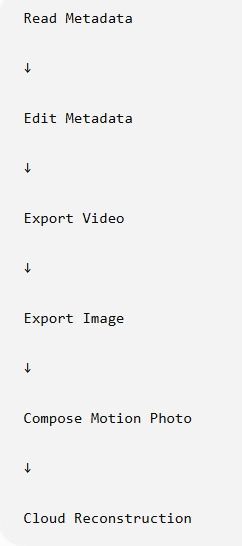 Read Metadata
↓
Edit Metadata
↓
Export Video
↓
Export Image
↓
Compose Motion Photo
↓
Cloud Reconstruction